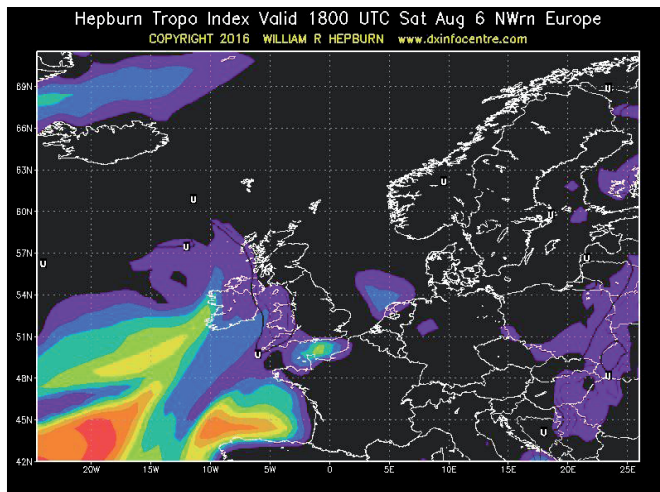 Hepburn Tropo Index Valid 1800 UTC Sat Aug 6 NWrn Europe
COPYRIGHT 2016 WILLIAM R HEPBURN www.dxinfocentre.com
69N
U
66N
63N
U
U
60N
U
57N
U
U
U
54N
51N
U
48N
U
45N
U
42N
20W 15W 10W 5W 0 5E 10E 15E 20E 25E